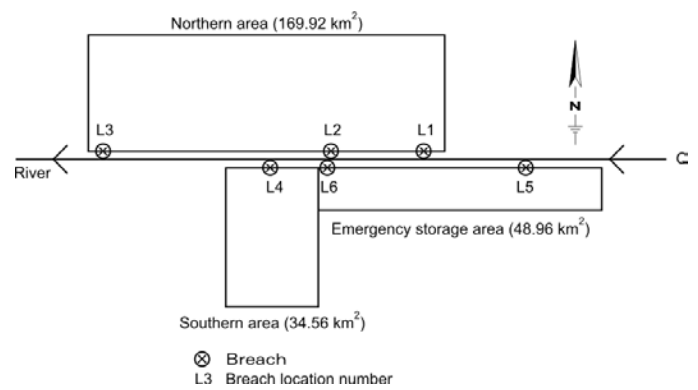 Northern area (169.92 km²)
L3 L2 L1
N
River
Q
L4 L6 L5
Emergency storage area (48.96 km²)
Southern area (34.56 km²)
Breach
L3 Breach location number